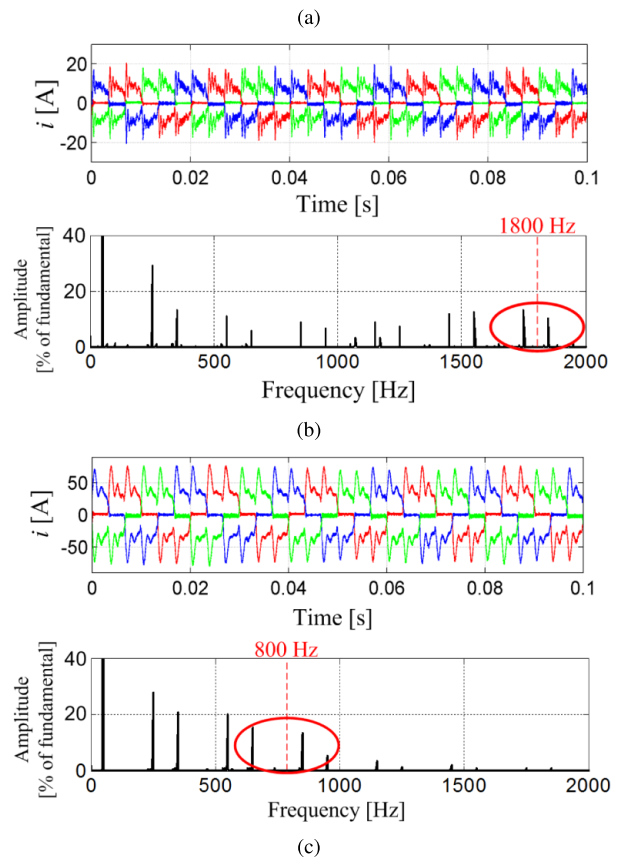 (a)
20
0
-20
i [A]
0 0.02 0.04 0.06 0.08 0.1
Time [s]
1800 Hz
40
20
0
Amplitude
[% of fundamental]
0 500 1000 1500 2000
Frequency [Hz]
(b)
50
0
-50
i [A]
0 0.02 0.04 0.06 0.08 0.1
Time [s]
800 Hz
40
20
0
Amplitude
[% of fundamental]
0 500 1000 1500 2000
Frequency [Hz]
(c)